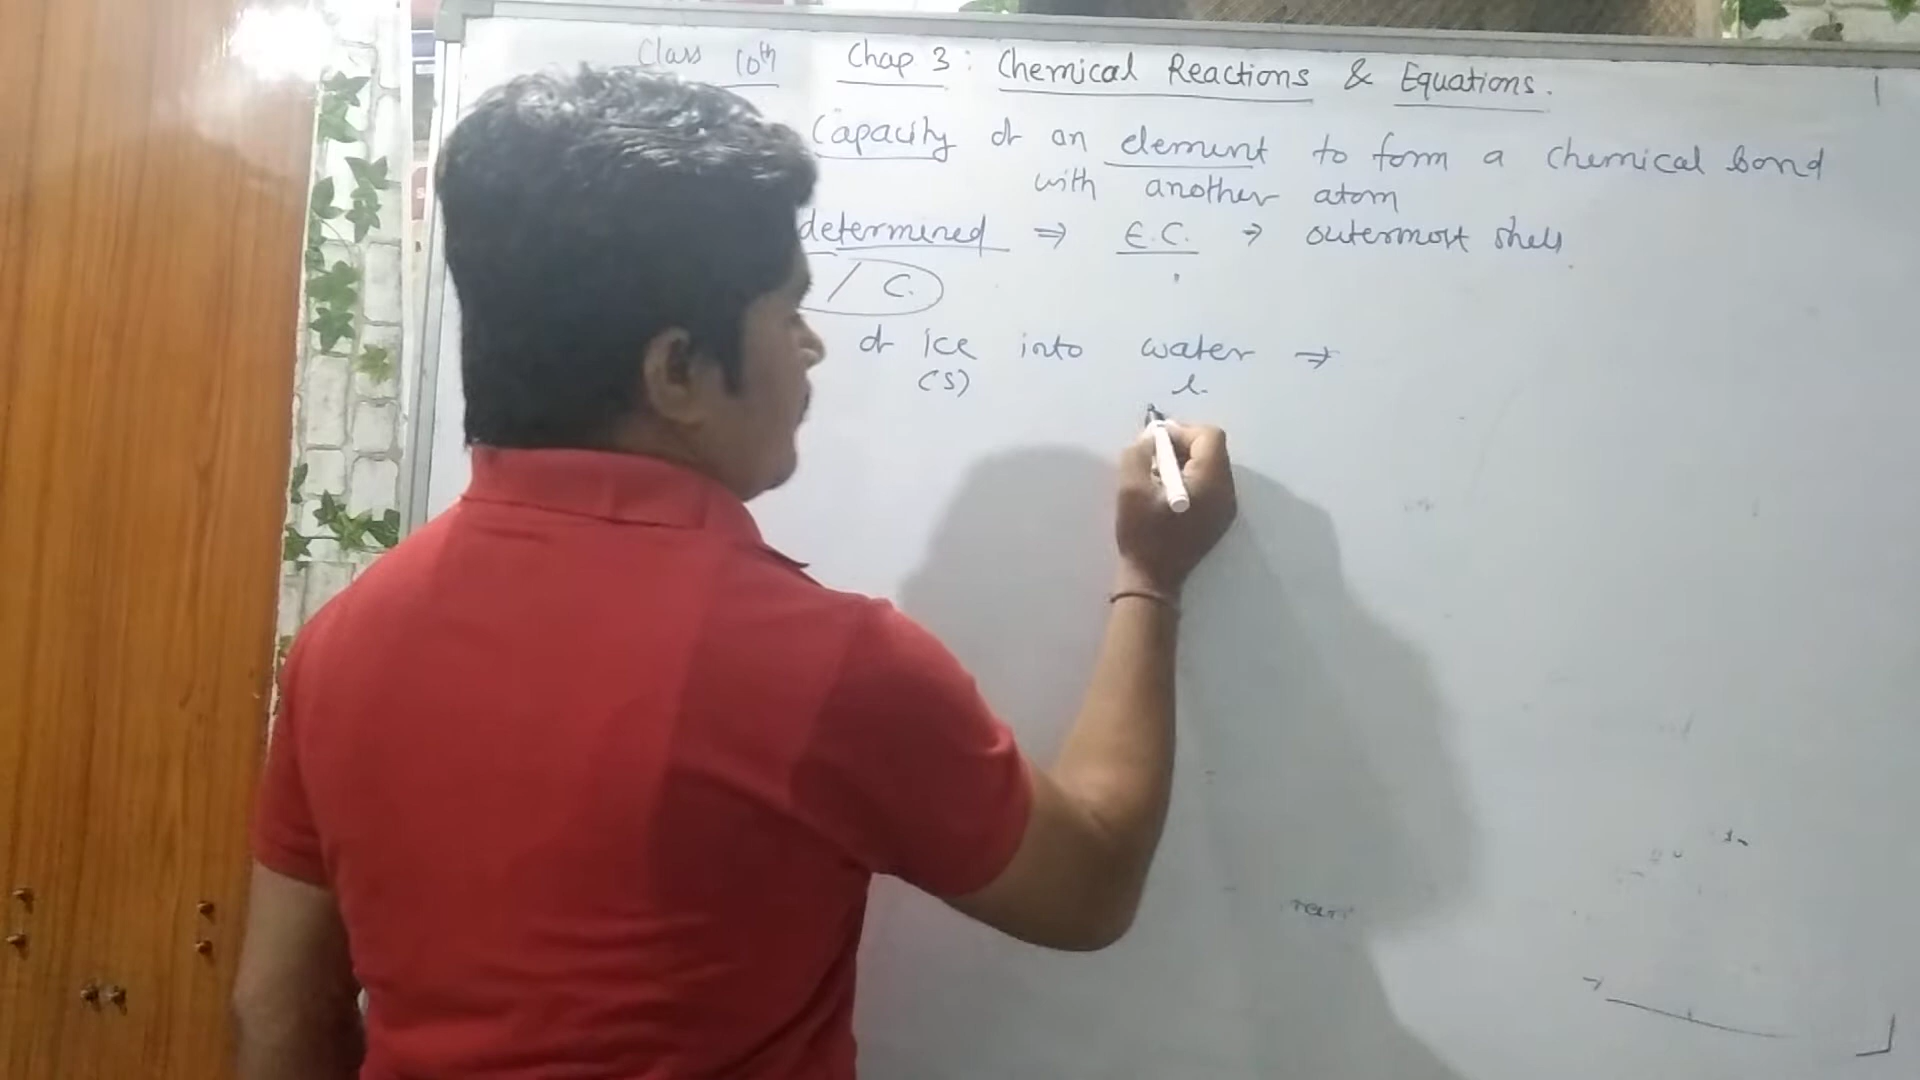 Class 10th Chap 3: Chemical Reactions & Equations.
Capacity of an element to form a chemical bond
with another atom
determined ⇒ E.C. → outermost shell
/ C.
of ice into water ⇒
(s) l.